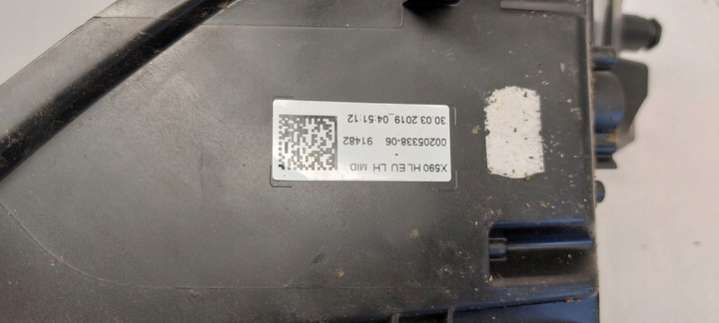 X590 HL EU LH MID
-
00205338-06 91482
30.03.2019_04:51:12